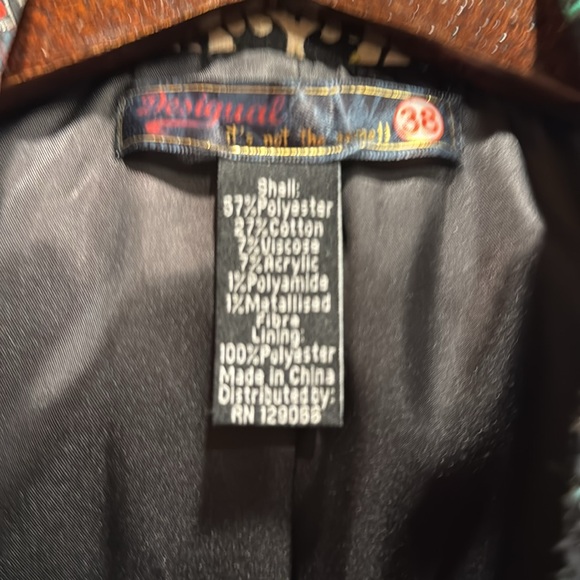 Desigual
it's not the same!!
38
Shell:
57%Polyester
27%Cotton
7%Viscose
7%Acrylic
1%Polyamide
1%Metallised
Fibre
Lining:
100%Polyester
Made in China
Distributed by:
RN 129088